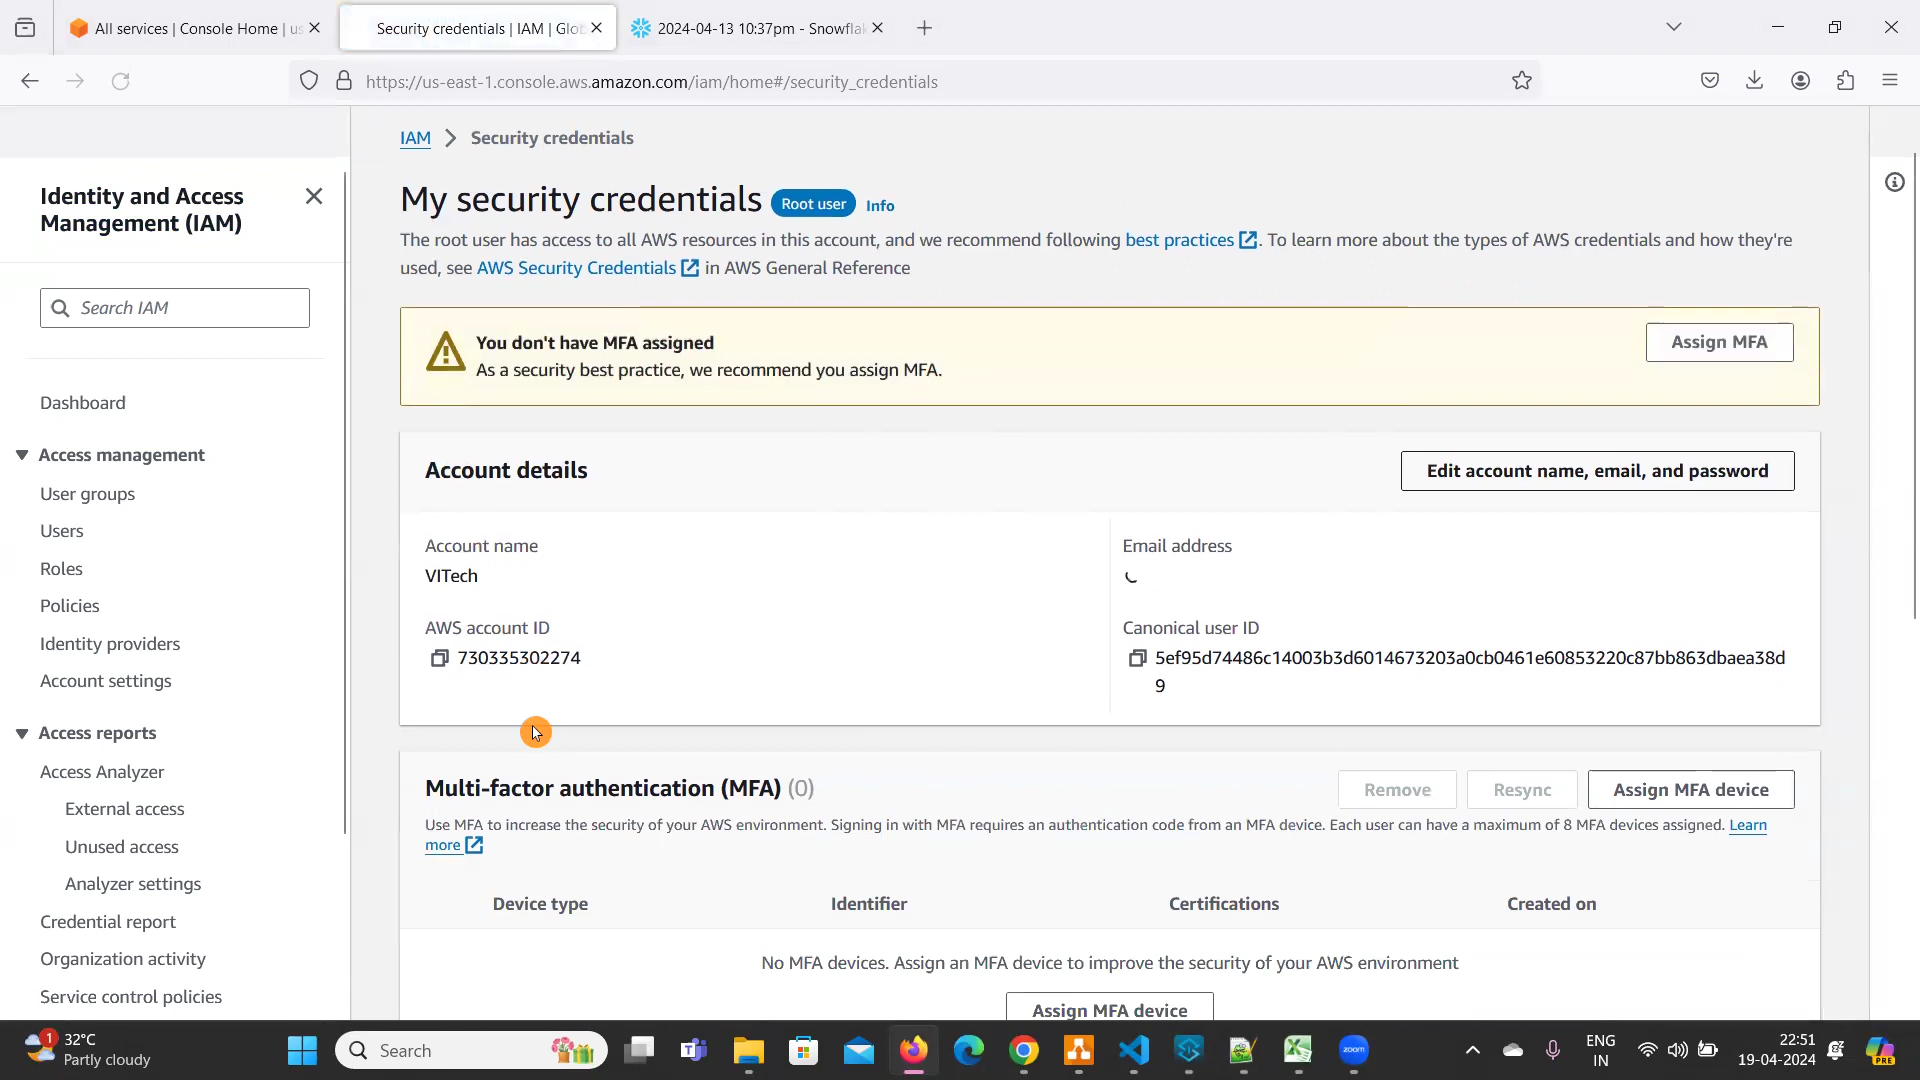 All services | Console Home | us
Security credentials | IAM | Glob
2024-04-13 10:37pm - Snowflak
https://us-east-1.console.aws.amazon.com/iam/home#/security_credentials
IAM > Security credentials
Identity and Access
Management (IAM)
Search IAM
Dashboard
Access management
User groups
Users
Roles
Policies
Identity providers
Account settings
Access reports
Access Analyzer
External access
Unused access
Analyzer settings
Credential report
Organization activity
Service control policies
My security credentials Root user Info
The root user has access to all AWS resources in this account, and we recommend following best practices. To learn more about the types of AWS credentials and how they're
used, see AWS Security Credentials in AWS General Reference
You don't have MFA assigned
As a security best practice, we recommend you assign MFA.
Assign MFA
Account details
Edit account name, email, and password
Account name
VITech
Email address
AWS account ID
730335302274
Canonical user ID
5ef95d74486c14003b3d6014673203a0cb0461e60853220c87bb863dbaea38d
9
Multi-factor authentication (MFA) (0)
Remove Resync Assign MFA device
Use MFA to increase the security of your AWS environment. Signing in with MFA requires an authentication code from an MFA device. Each user can have a maximum of 8 MFA devices assigned. Learn
more
Device type Identifier Certifications Created on
No MFA devices. Assign an MFA device to improve the security of your AWS environment
Assign MFA device
1
32°C
Partly cloudy
Search
zoom
ENG
IN
22:51
19-04-2024
PRE